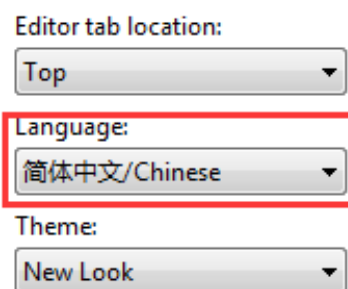 Editor tab location:
Top
Language:
简体中文/Chinese
Theme:
New Look